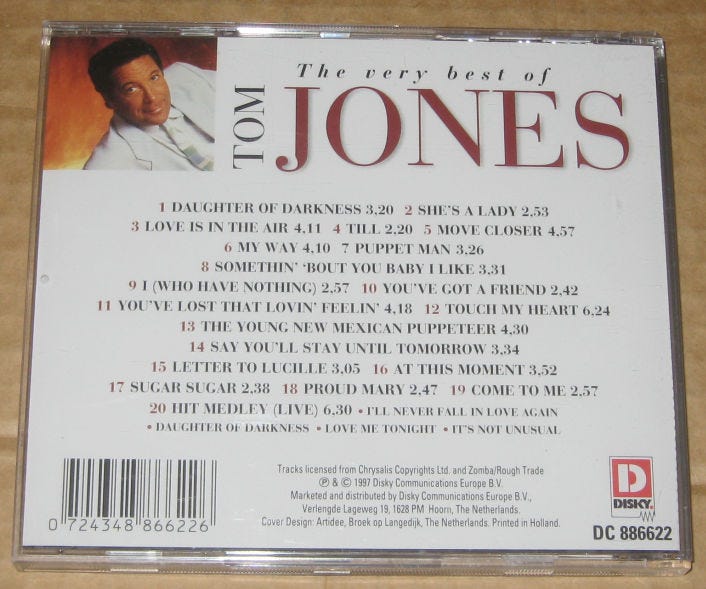 The very best of
TOM
JONES
1 DAUGHTER OF DARKNESS 3,20 2 SHE'S A LADY 2,53
3 LOVE IS IN THE AIR 4,11 4 TILL 2,20 5 MOVE CLOSER 4,57
6 MY WAY 4,10 7 PUPPET MAN 3,26
8 SOMETHIN' 'BOUT YOU BABY I LIKE 3,31
9 I (WHO HAVE NOTHING) 2,57 10 YOU'VE GOT A FRIEND 2,42
11 YOU'VE LOST THAT LOVIN' FEELIN' 4,18 12 TOUCH MY HEART 6,24
13 THE YOUNG NEW MEXICAN PUPPETEER 4,30
14 SAY YOU'LL STAY UNTIL TOMORROW 3,34
15 LETTER TO LUCILLE 3,05 16 AT THIS MOMENT 3,52
17 SUGAR SUGAR 2,38 18 PROUD MARY 2,47 19 COME TO ME 2,57
20 HIT MEDLEY (LIVE) 6,30 • I'LL NEVER FALL IN LOVE AGAIN
• DAUGHTER OF DARKNESS • LOVE ME TONIGHT • IT'S NOT UNUSUAL
Tracks licensed from Chrysalis Copyrights Ltd. and Zomba/Rough Trade
℗ & © 1997 Disky Communications Europe B.V.
Marketed and distributed by Disky Communications Europe B.V.,
Verlengde Lageweg 19, 1628 PM Hoorn, The Netherlands.
Cover Design: Artidee, Broek op Langedijk, The Netherlands. Printed in Holland.
0 724348 866226
D
DISKY
DC 886622